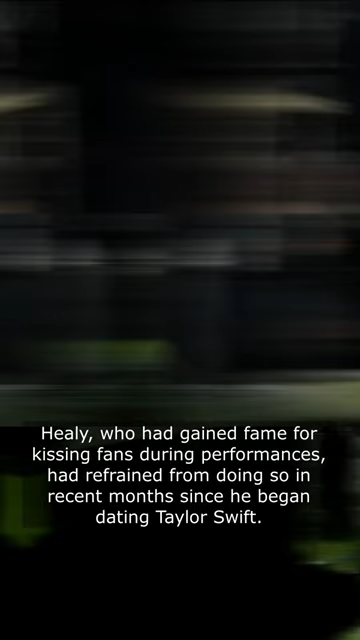 Healy, who had gained fame for
kissing fans during performances,
had refrained from doing so in
recent months since he began
dating Taylor Swift.